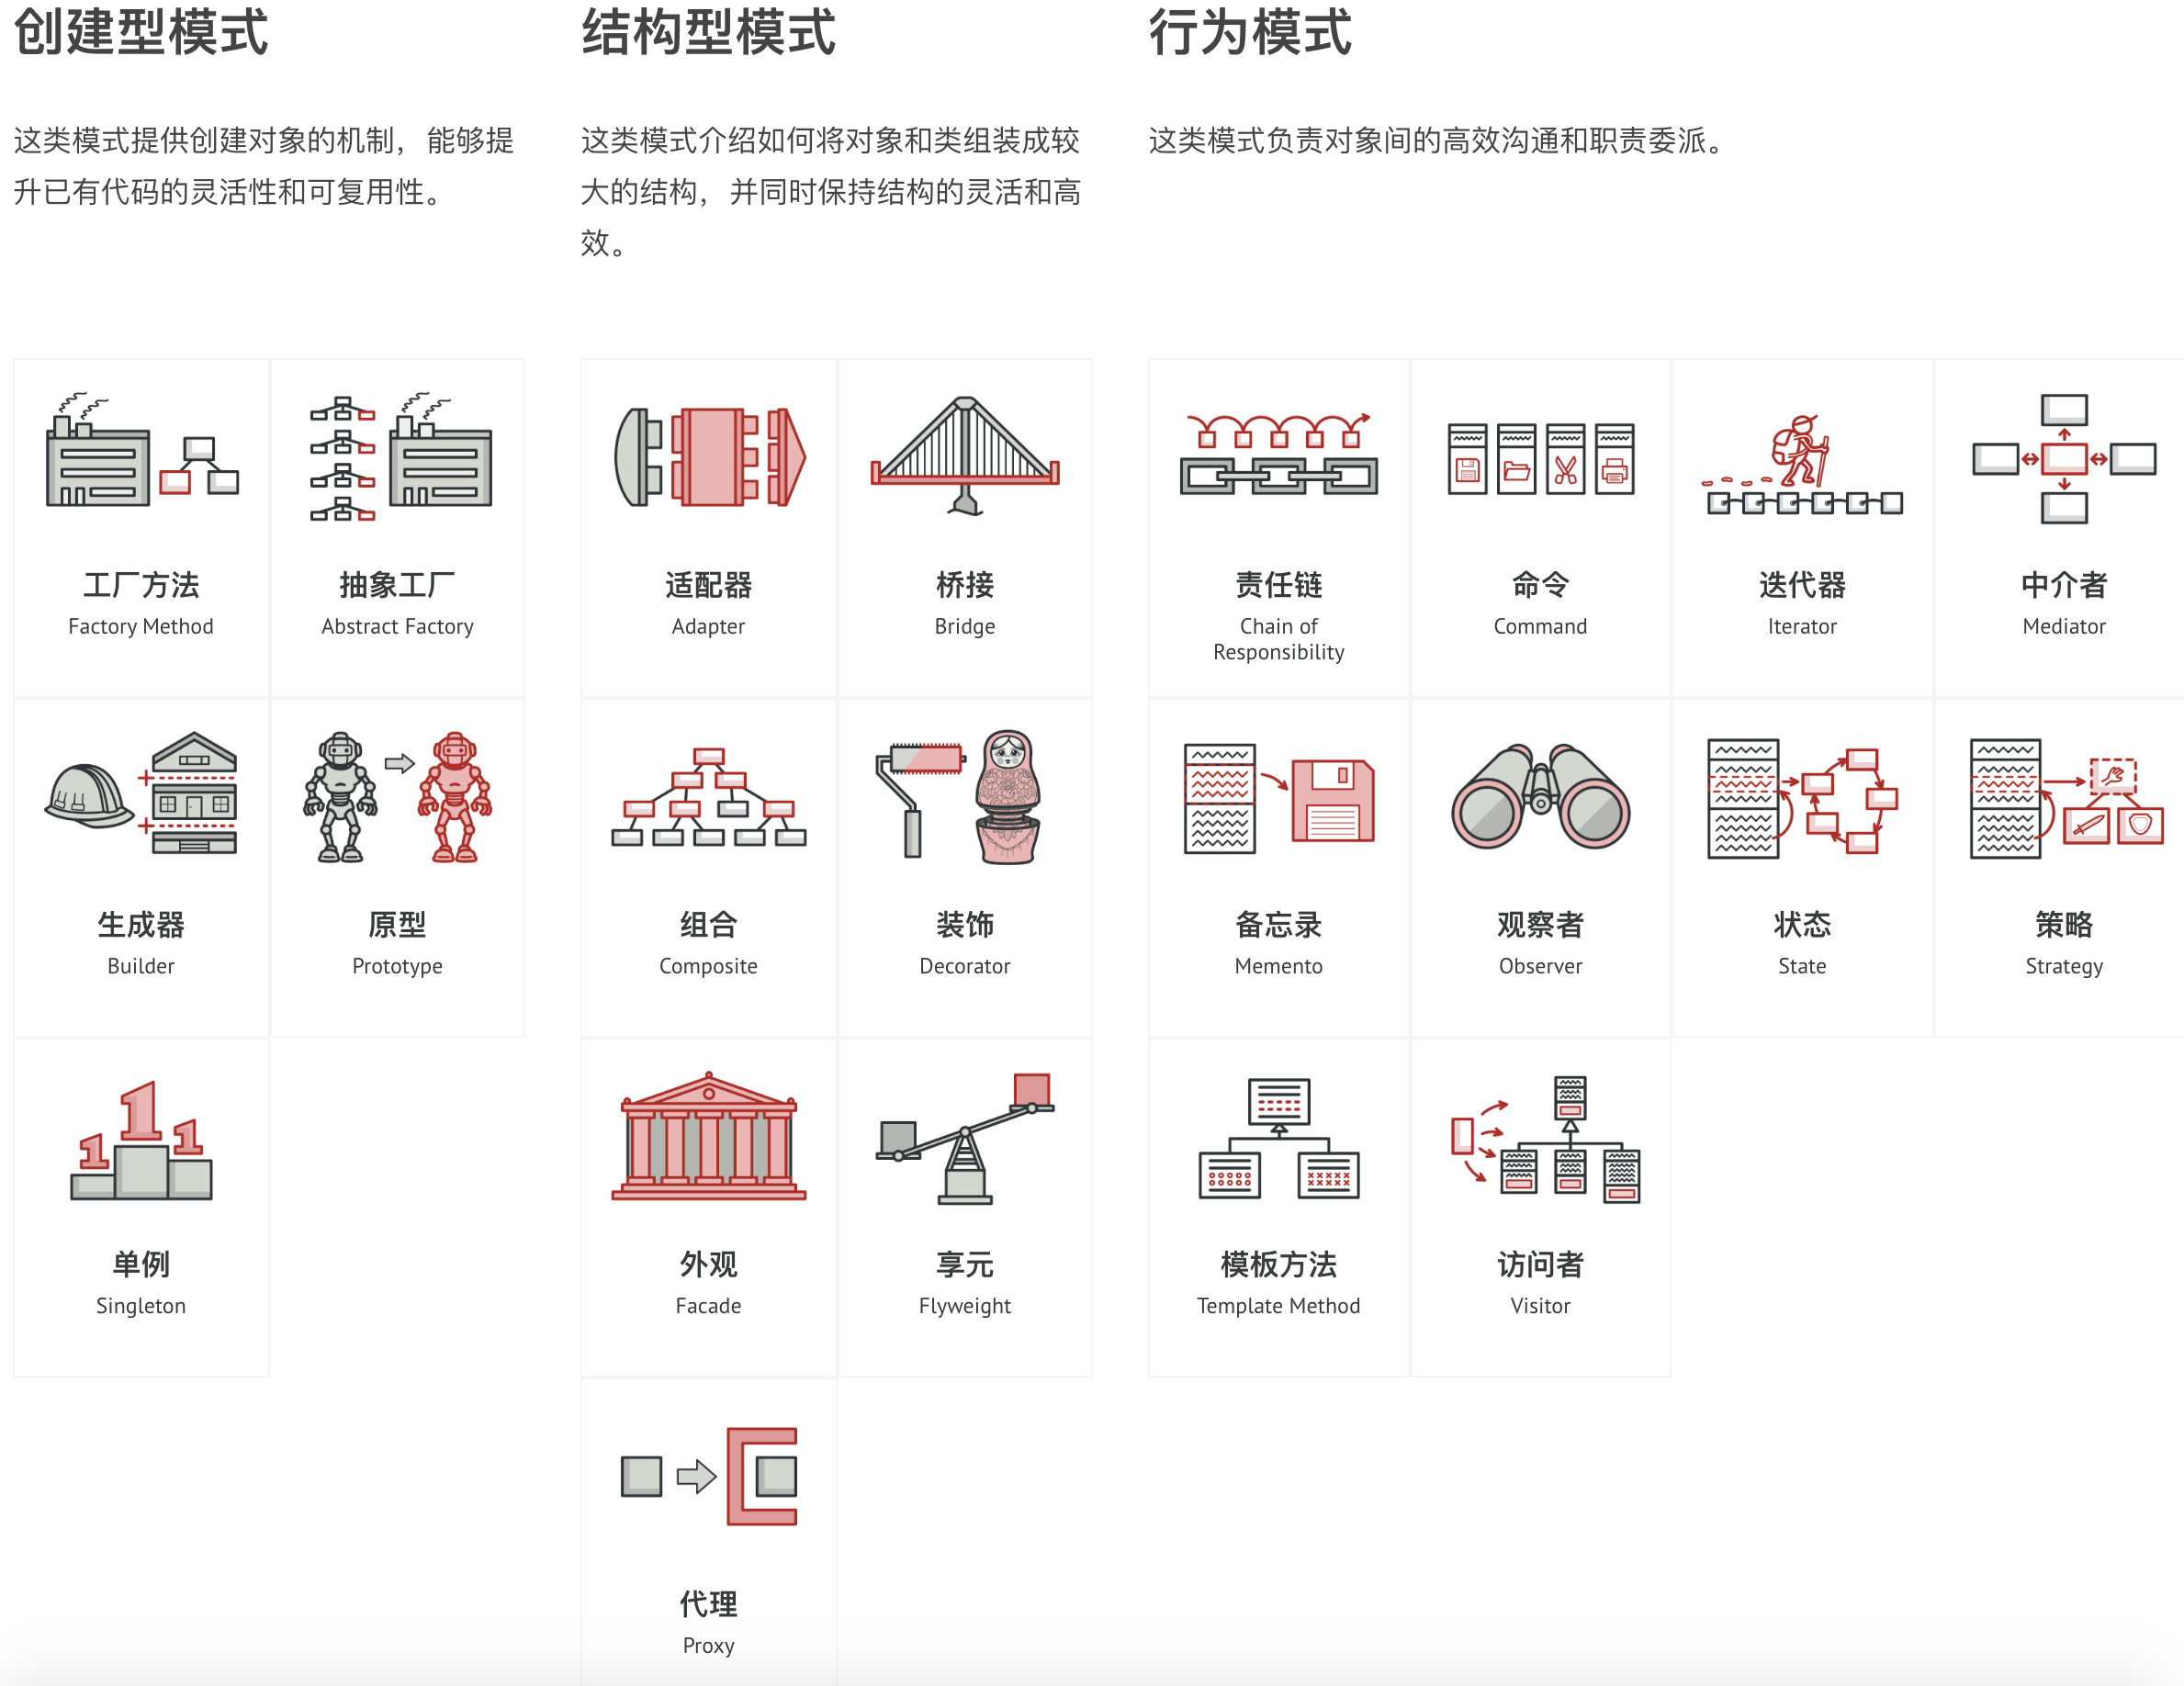 创建型模式
这类模式提供创建对象的机制, 能够提
升已有代码的灵活性和可复用性。
工厂方法
Factory Method
抽象工厂
Abstract Factory
生成器
Builder
原型
Prototype
单例
Singleton
结构型模式
这类模式介绍如何将对象和类组装成较
大的结构, 并同时保持结构的灵活和高
效。
适配器
Adapter
桥接
Bridge
组合
Composite
装饰
Decorator
外观
Facade
享元
Flyweight
代理
Proxy
行为模式
这类模式负责对象间的高效沟通和职责委派。
责任链
Chain of
Responsibility
命令
Command
迭代器
Iterator
中介者
Mediator
备忘录
Memento
观察者
Observer
状态
State
策略
Strategy
模板方法
Template Method
访问者
Visitor